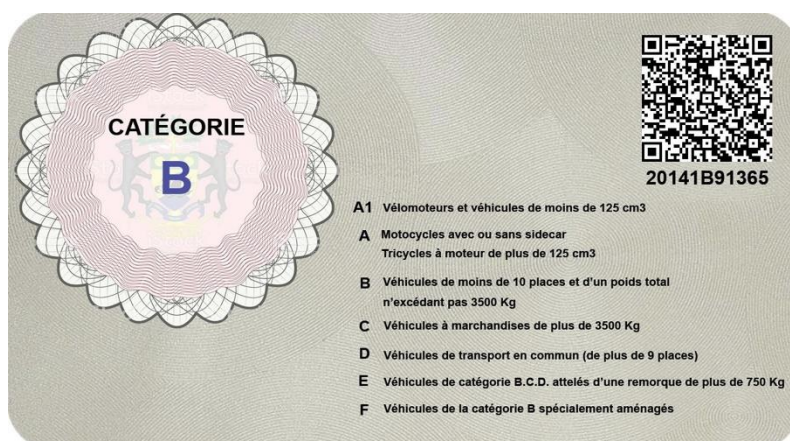 CATÉGORIE
B
20141B91365
A1 Vélomoteurs et véhicules de moins de 125 cm3
A Motocycles avec ou sans sidecar
Tricycles à moteur de plus de 125 cm3
B Véhicules de moins de 10 places et d'un poids total
n'excédant pas 3500 Kg
C Véhicules à marchandises de plus de 3500 Kg
D Véhicules de transport en commun (de plus de 9 places)
E Véhicules de catégorie B.C.D. attelés d'une remorque de plus de 750 Kg
F Véhicules de la catégorie B spécialement aménagés